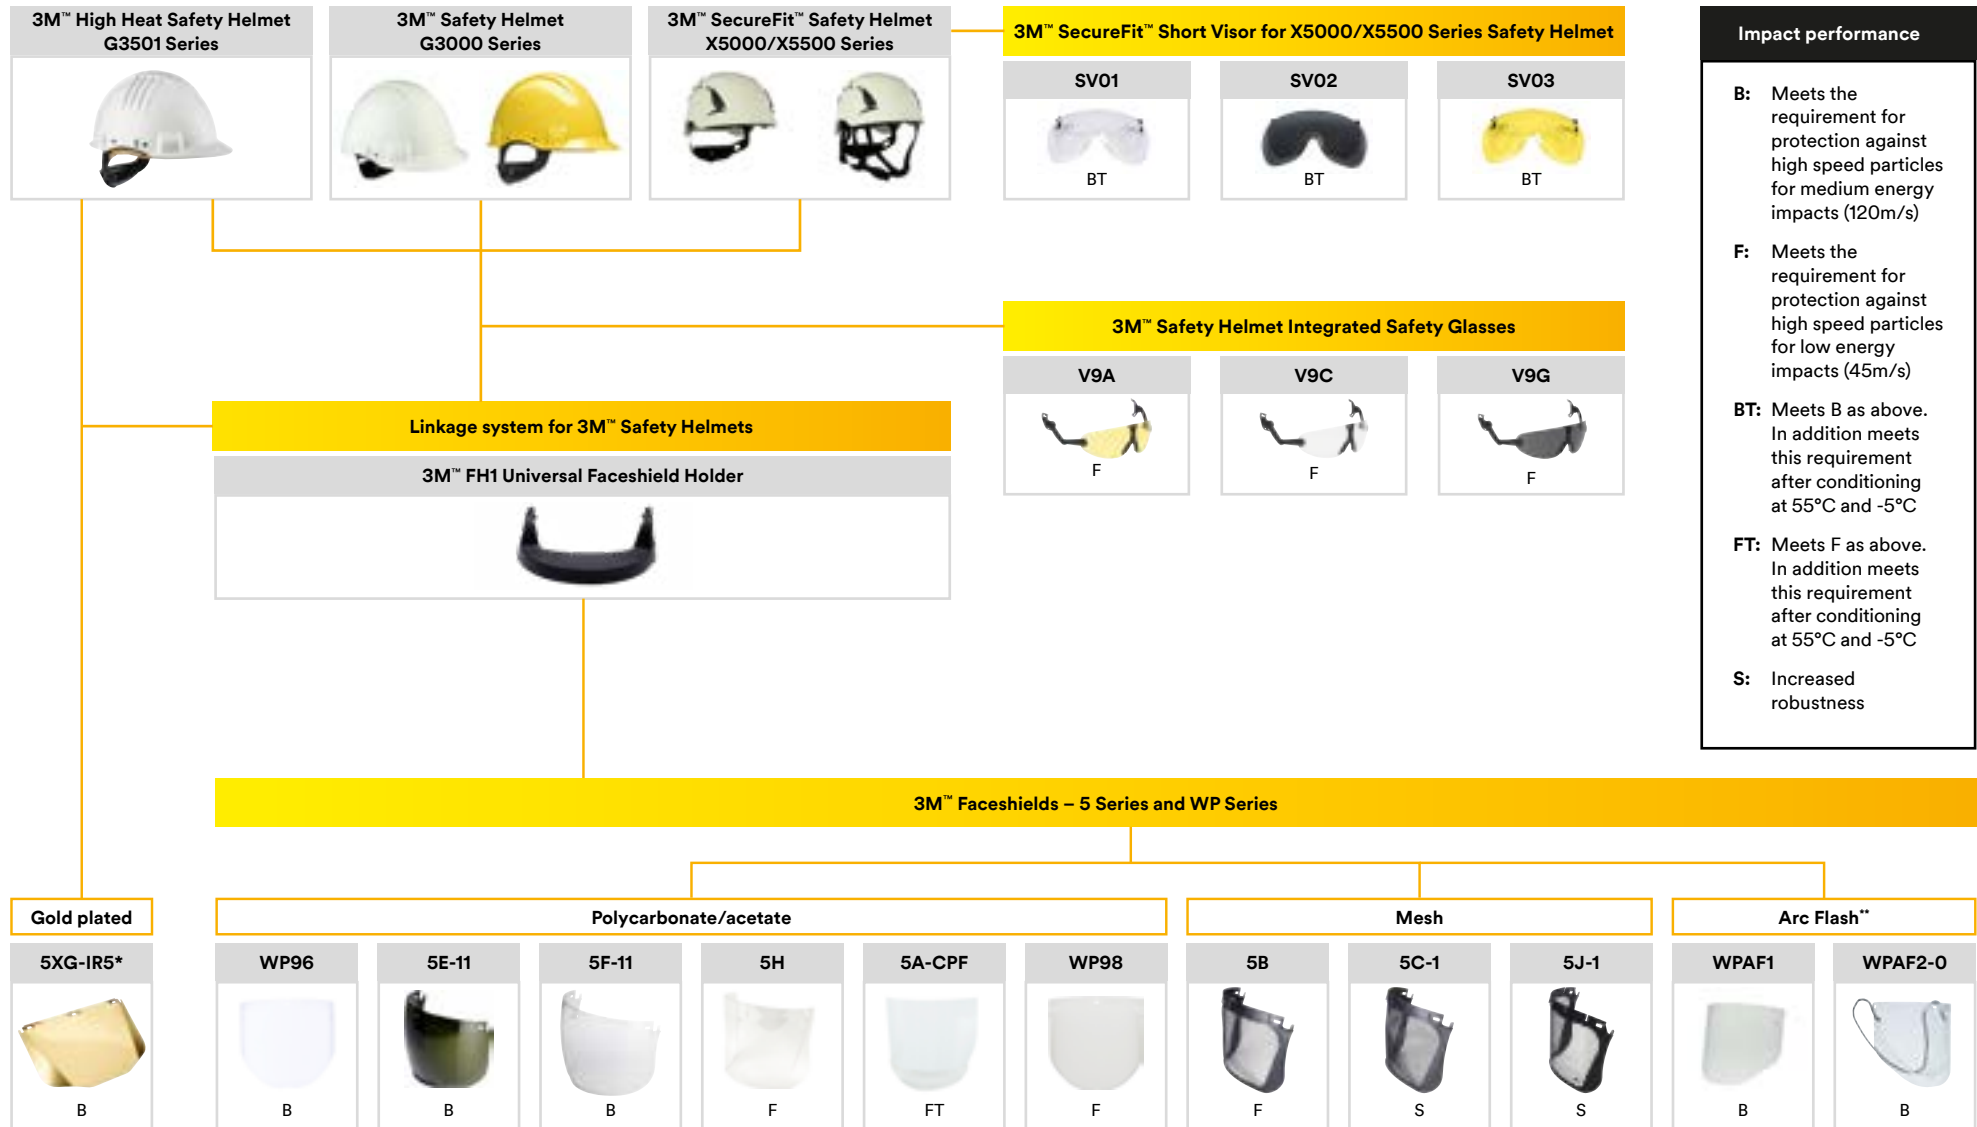 3M™ High Heat Safety Helmet
G3501 Series
3M™ Safety Helmet
G3000 Series
3M™ SecureFit™ Safety Helmet
X5000/X5500 Series
3M™ SecureFit™ Short Visor for X5000/X5500 Series Safety Helmet
SV01
SV02
SV03
BT
BT
BT
3M™ Safety Helmet Integrated Safety Glasses
V9A
V9C
V9G
F
F
F
Linkage system for 3M™ Safety Helmets
3M™ FH1 Universal Faceshield Holder
Impact performance
B: Meets the
requirement for
protection against
high speed particles
for medium energy
impacts (120m/s)
F: Meets the
requirement for
protection against
high speed particles
for low energy
impacts (45m/s)
BT: Meets B as above.
In addition meets
this requirement
after conditioning
at 55°C and -5°C
FT: Meets F as above.
In addition meets
this requirement
after conditioning
at 55°C and -5°C
S: Increased
robustness
3M™ Faceshields – 5 Series and WP Series
Gold plated
Polycarbonate/acetate
Mesh
Arc Flash**
5XG-IR5*
WP96
5E-11
5F-11
5H
5A-CPF
WP98
5B
5C-1
5J-1
WPAF1
WPAF2-0
B
B
B
B
F
FT
F
F
S
S
B
B